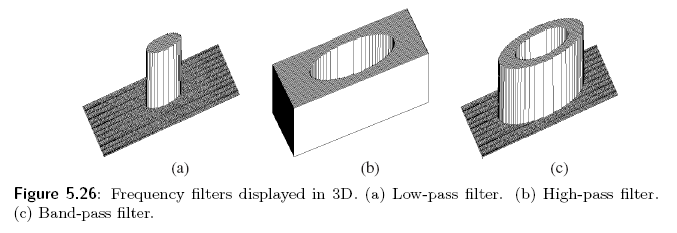 (a) (b) (c)
Figure 5.26: Frequency filters displayed in 3D. (a) Low-pass filter. (b) High-pass filter.
(c) Band-pass filter.